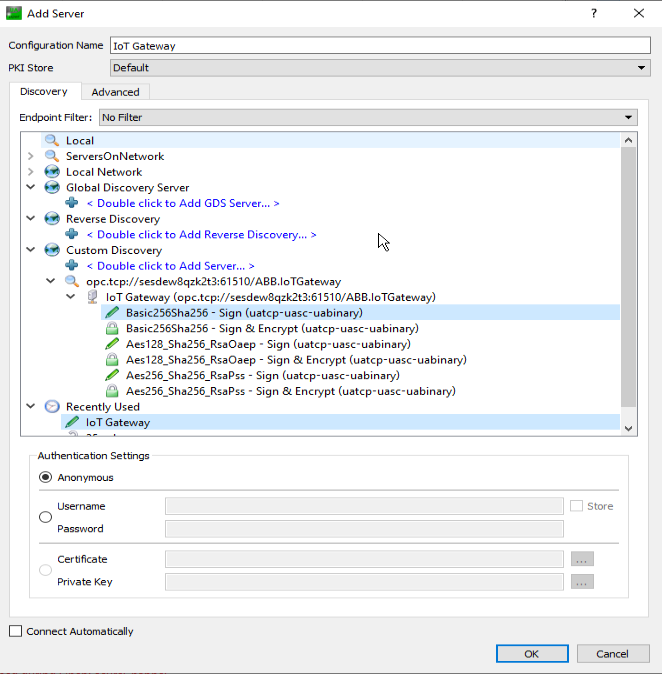 Add Server
?
Configuration Name IoT Gateway
PKI Store Default
Discovery Advanced
Endpoint Filter: No Filter
Local
ServersOnNetwork
Local Network
Global Discovery Server
< Double click to Add GDS Server... >
Reverse Discovery
< Double click to Add Reverse Discovery... >
Custom Discovery
< Double click to Add Server... >
opc.tcp://sesdew8qzk2t3:61510/ABB.IoTGateway
IoT Gateway (opc.tcp://sesdew8qzk2t3:61510/ABB.IoTGateway)
Basic256Sha256 - Sign (uatcp-uasc-uabinary)
Basic256Sha256 - Sign & Encrypt (uatcp-uasc-uabinary)
Aes128_Sha256_RsaOaep - Sign (uatcp-uasc-uabinary)
Aes128_Sha256_RsaOaep - Sign & Encrypt (uatcp-uasc-uabinary)
Aes256_Sha256_RsaPss - Sign (uatcp-uasc-uabinary)
Aes256_Sha256_RsaPss - Sign & Encrypt (uatcp-uasc-uabinary)
Recently Used
IoT Gateway
Authentication Settings
Anonymous
Username
Store
Password
Certificate
...
Private Key
...
Connect Automatically
OK Cancel